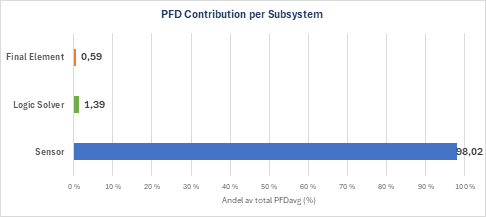 PFD Contribution per Subsystem
Final Element 0,59
Logic Solver 1,39
Sensor 98,02
0 % 10 % 20 % 30 % 40 % 50 % 60 % 70 % 80 % 90 % 100 %
Andel av total PFDavg (%)